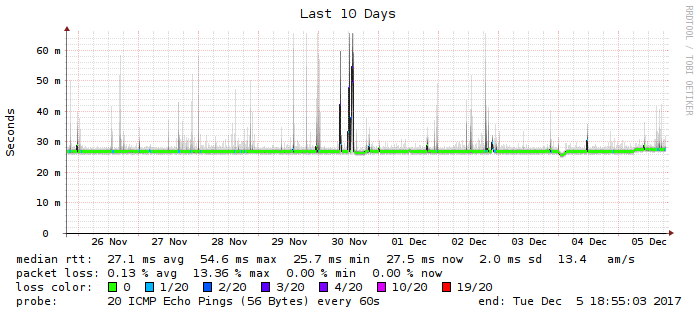 Last 10 Days
RRDTOOL / TOBI OETIKER
Seconds
60 m
50 m
40 m
30 m
20 m
10 m
0
26 Nov 27 Nov 28 Nov 29 Nov 30 Nov 01 Dec 02 Dec 03 Dec 04 Dec 05 Dec
median rtt: 27.1 ms avg 54.6 ms max 25.7 ms min 27.5 ms now 2.0 ms sd 13.4 am/s
packet loss: 0.13 % avg 13.36 % max 0.00 % min 0.00 % now
loss color: 0 1/20 2/20 3/20 4/20 10/20 19/20
probe: 20 ICMP Echo Pings (56 Bytes) every 60s end: Tue Dec 5 18:55:03 2017